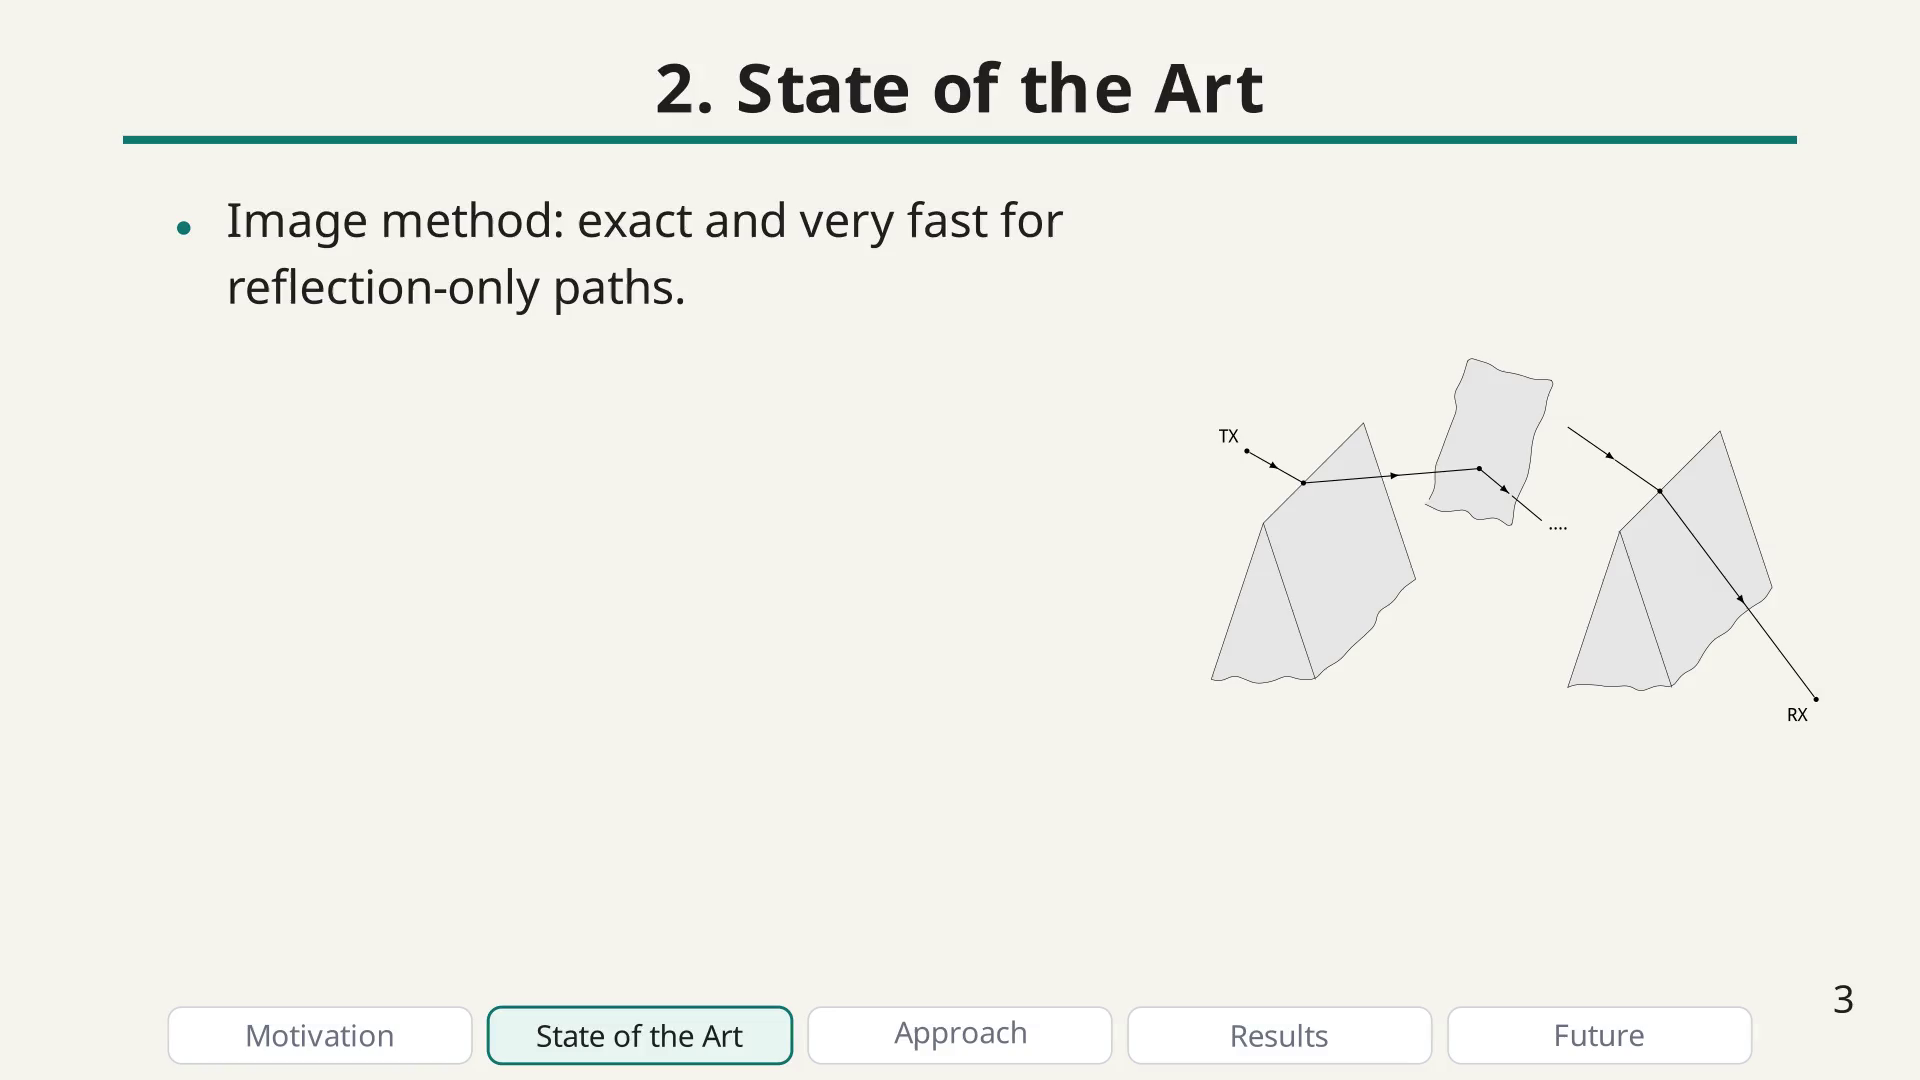 2. State of the Art
Image method: exact and very fast for
reflection-only paths.
TX
....
RX
3
Motivation
State of the Art
Approach
Results
Future